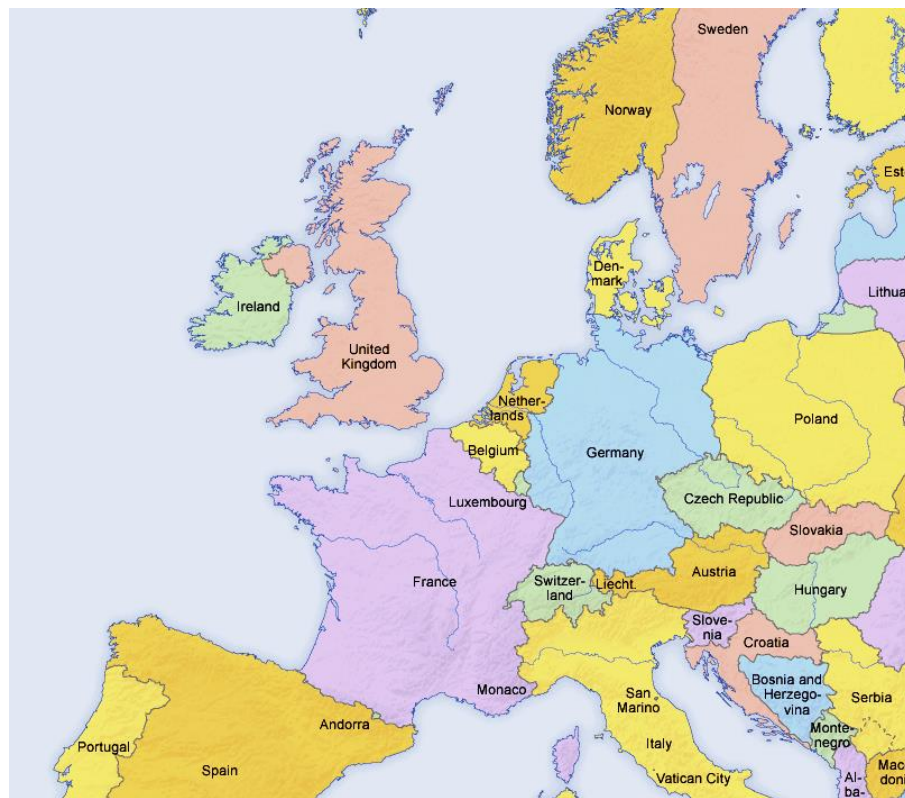 Sweden
Norway
Est
Den-
mark
Lithua
Ireland
United
Kingdom
Nether-
lands
Poland
Belgium
Germany
Luxembourg
Czech Republic
Slovakia
France
Switzer-
land
Liecht.
Austria
Hungary
Slove-
nia
Croatia
Monaco
San
Marino
Bosnia and
Herzego-
vina
Serbia
Andorra
Monte-
negro
Portugal
Spain
Italy
Vatican City
Mace
doni
Al-
ba-